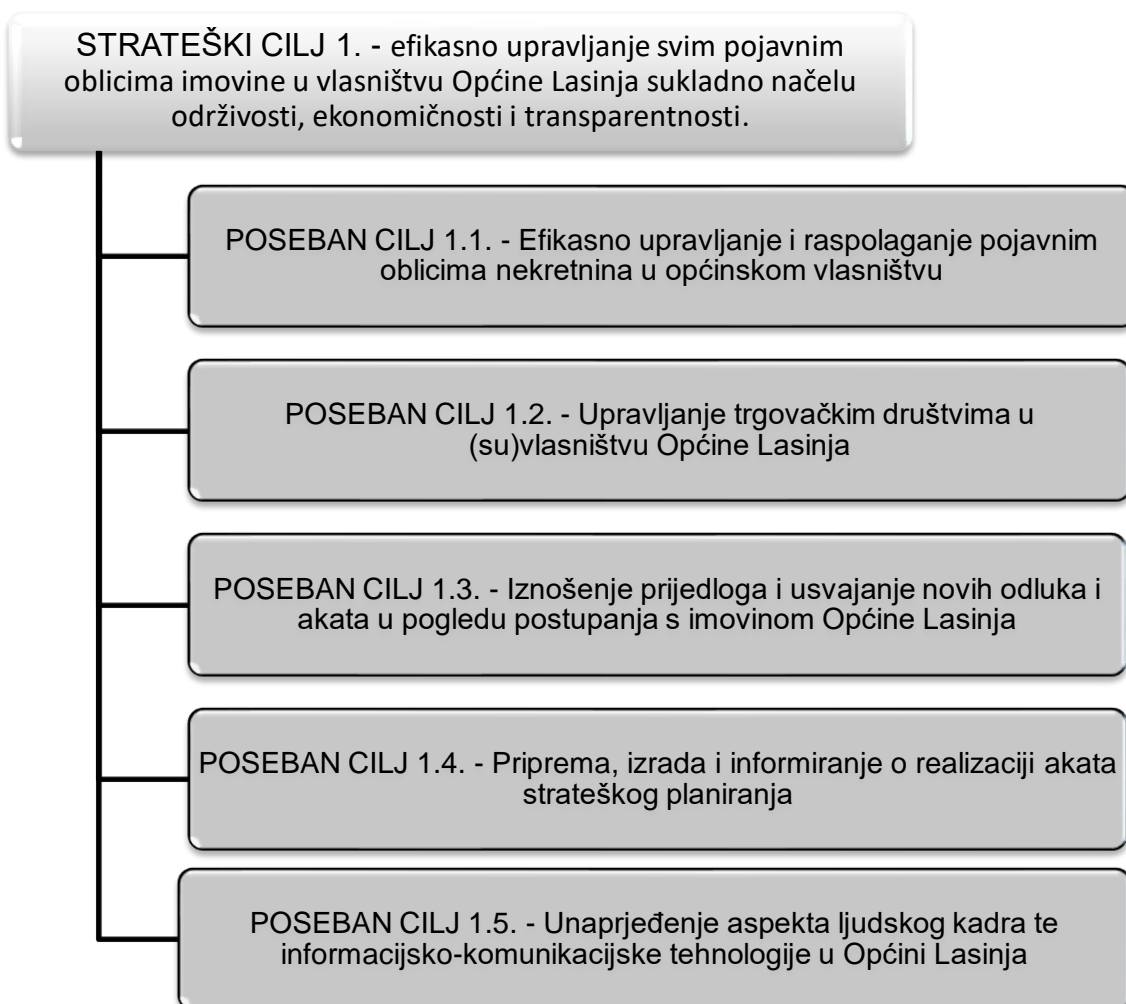 STRATEŠKI CILJ 1. - efikasno upravljanje svim pojavnim
oblicima imovine u vlasništvu Općine Lasinja sukladno načelu
održivosti, ekonomičnosti i transparentnosti.
POSEBAN CILJ 1.1. - Efikasno upravljanje i raspolaganje pojavnim
oblicima nekretnina u općinskom vlasništvu
POSEBAN CILJ 1.2. - Upravljanje trgovačkim društvima u
(su)vlasništvu Općine Lasinja
POSEBAN CILJ 1.3. - Iznošenje prijedloga i usvajanje novih odluka i
akata u pogledu postupanja s imovinom Općine Lasinja
POSEBAN CILJ 1.4. - Priprema, izrada i informiranje o realizaciji akata
strateškog planiranja
POSEBAN CILJ 1.5. - Unaprjeđenje aspekta ljudskog kadra te
informacijsko-komunikacijske tehnologije u Općini Lasinja